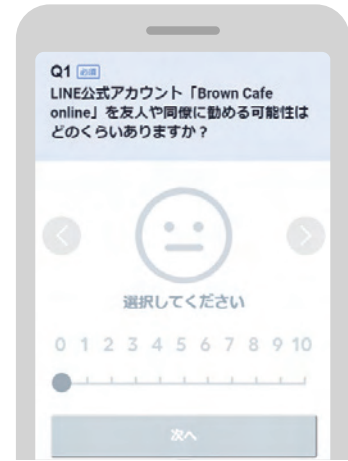 Q1 必須
LINE公式アカウント「Brown Cafe
online」を友人や同僚に勧める可能性は
どのくらいありますか？
選択してください
0 1 2 3 4 5 6 7 8 9 10
次へ